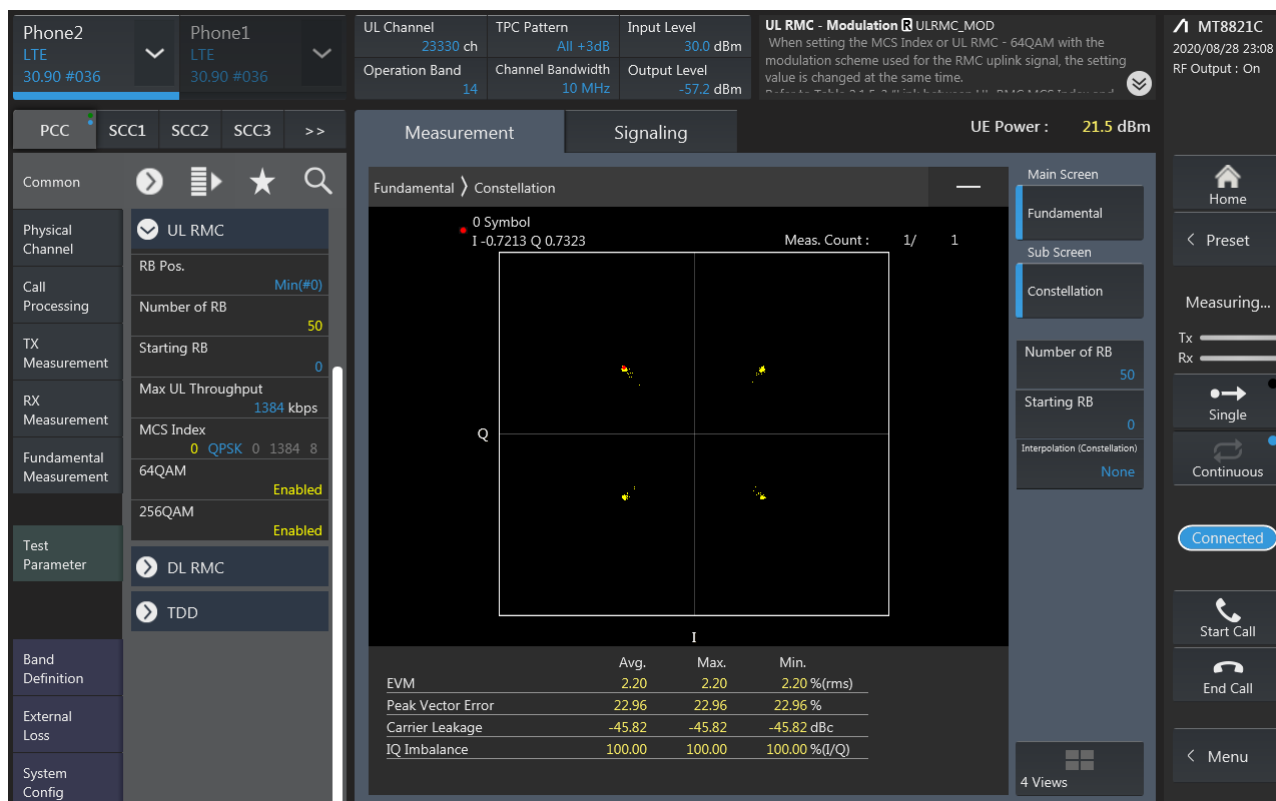 Phone2
LTE
30.90 #036
Phone1
LTE
30.90 #036
UL Channel
23330 ch
TPC Pattern
All +3dB
Input Level
30.0 dBm
Operation Band
14
Channel Bandwidth
10 MHz
Output Level
-57.2 dBm
UL RMC - Modulation R ULRMC_MOD
When setting the MCS Index or UL RMC - 64QAM with the
modulation scheme used for the RMC uplink signal, the setting
value is changed at the same time.
MT8821C
2020/08/28 23:08
RF Output : On
PCC SCC1 SCC2 SCC3 >>
Measurement Signaling
UE Power : 21.5 dBm
Common
Physical
Channel
Call
Processing
TX
Measurement
RX
Measurement
Fundamental
Measurement
Test
Parameter
Band
Definition
External
Loss
System
Config
UL RMC
RB Pos.
Min(#0)
Number of RB
50
Starting RB
0
Max UL Throughput
1384 kbps
MCS Index
0 QPSK 0 1384 8
64QAM
Enabled
256QAM
Enabled
DL RMC
TDD
Fundamental 〉 Constellation
0 Symbol
I -0.7213 Q 0.7323
Meas. Count : 1/ 1
Q
I
Avg. Max. Min.
EVM 2.20 2.20 2.20 %(rms)
Peak Vector Error 22.96 22.96 22.96 %
Carrier Leakage -45.82 -45.82 -45.82 dBc
IQ Imbalance 100.00 100.00 100.00 %(I/Q)
Main Screen
Fundamental
Sub Screen
Constellation
Number of RB
50
Starting RB
0
Interpolation (Constellation)
None
4 Views
Home
< Preset
Measuring...
Tx
Rx
Single
Continuous
Connected
Start Call
End Call
< Menu